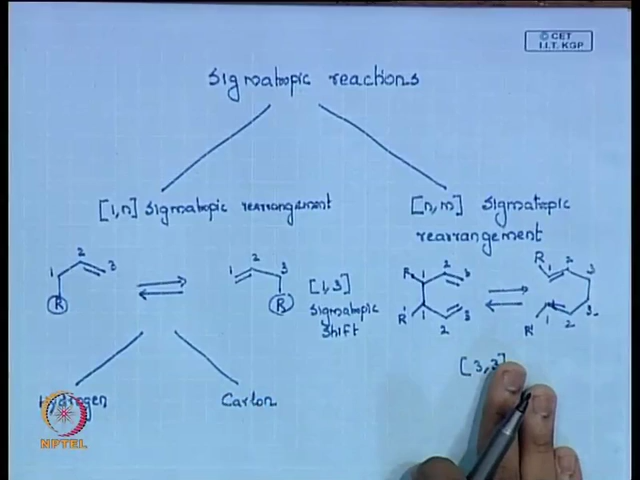 © CET
I.I.T. KGP
Sigmatropic reactions
[1,n] sigmatropic rearrangement
[n,m] sigmatropic
rearrangement
1 2 3
R
1 2 3
R
[1,3]
sigmatropic
shift
R 1 2 3
R' 1 2 3
R 1 2 3
R' 1 2 3
[3,3]
Hydrogen
Carbon
NPTEL